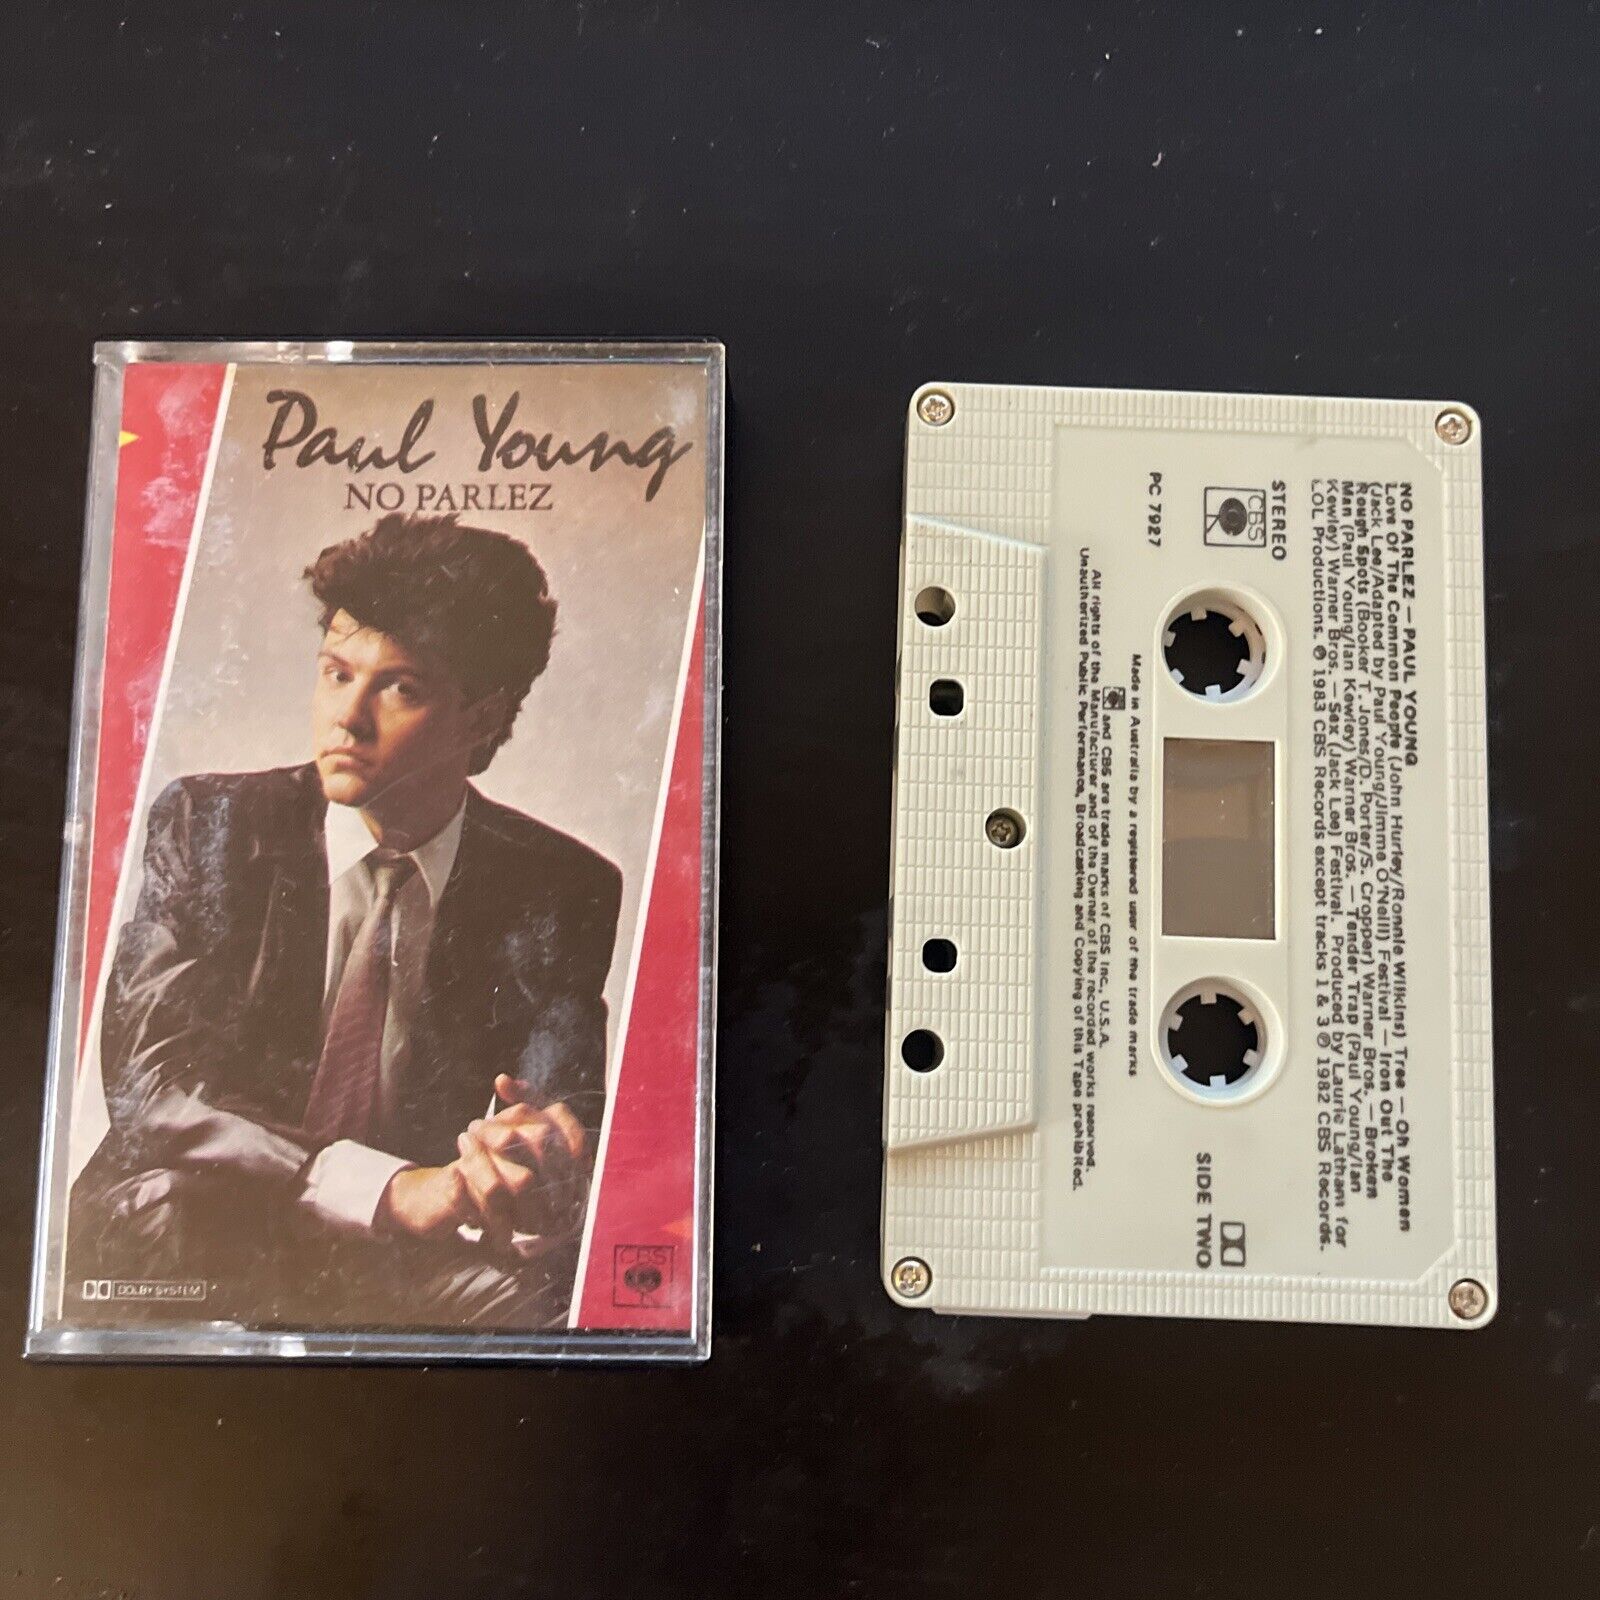 Paul Young
NO PARLEZ
CBS
DOLBY SYSTEM
NO PARLEZ — PAUL YOUNG
Love Of The Common People (John Hurley/Ronnie Wilkins) Tree — Oh Women
(Jack Lee/Adapted by Paul Young/Jimme O'Neill) Festival — Iron Out The
Rough Spots (Booker T. Jones/D. Porter/S. Cropper) Warner Bros. — Broken
Man (Paul Young/Ian Kewley) Warner Bros. — Tender Trap (Paul Young/Ian
Kewley) Warner Bros. — Sex (Jack Lee) Festival. Produced by Laurie Latham for
LOL Productions. ℗ 1983 CBS Records except tracks 1 & 3 ℗ 1982 CBS Records.
STEREO
CBS
PC 7927
SIDE TWO
Made in Australia by a registered user of the trade marks
and CBS are trade marks of CBS Inc., U.S.A.
All rights of the Manufacturer and of the Owner of the recorded works reserved.
Unauthorized Public Performance, Broadcasting and Copying of this Tape prohibited.